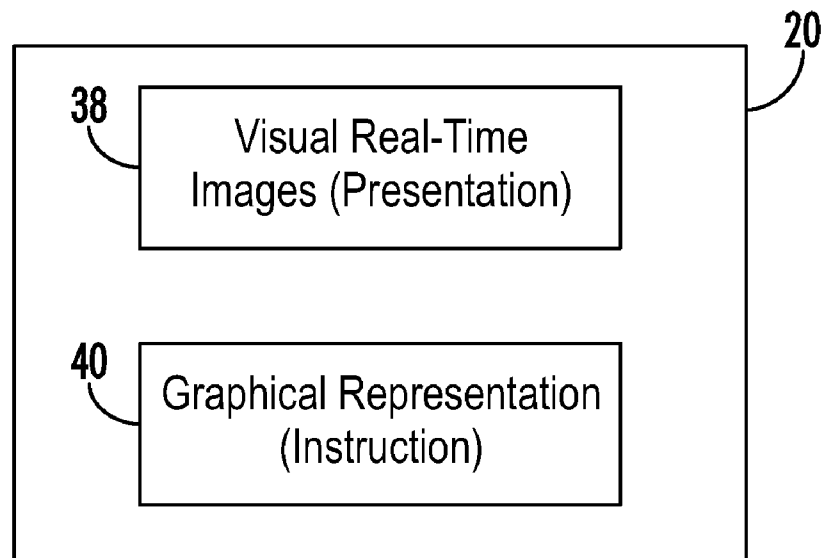 20
38
Visual Real-Time
Images (Presentation)
40
Graphical Representation
(Instruction)